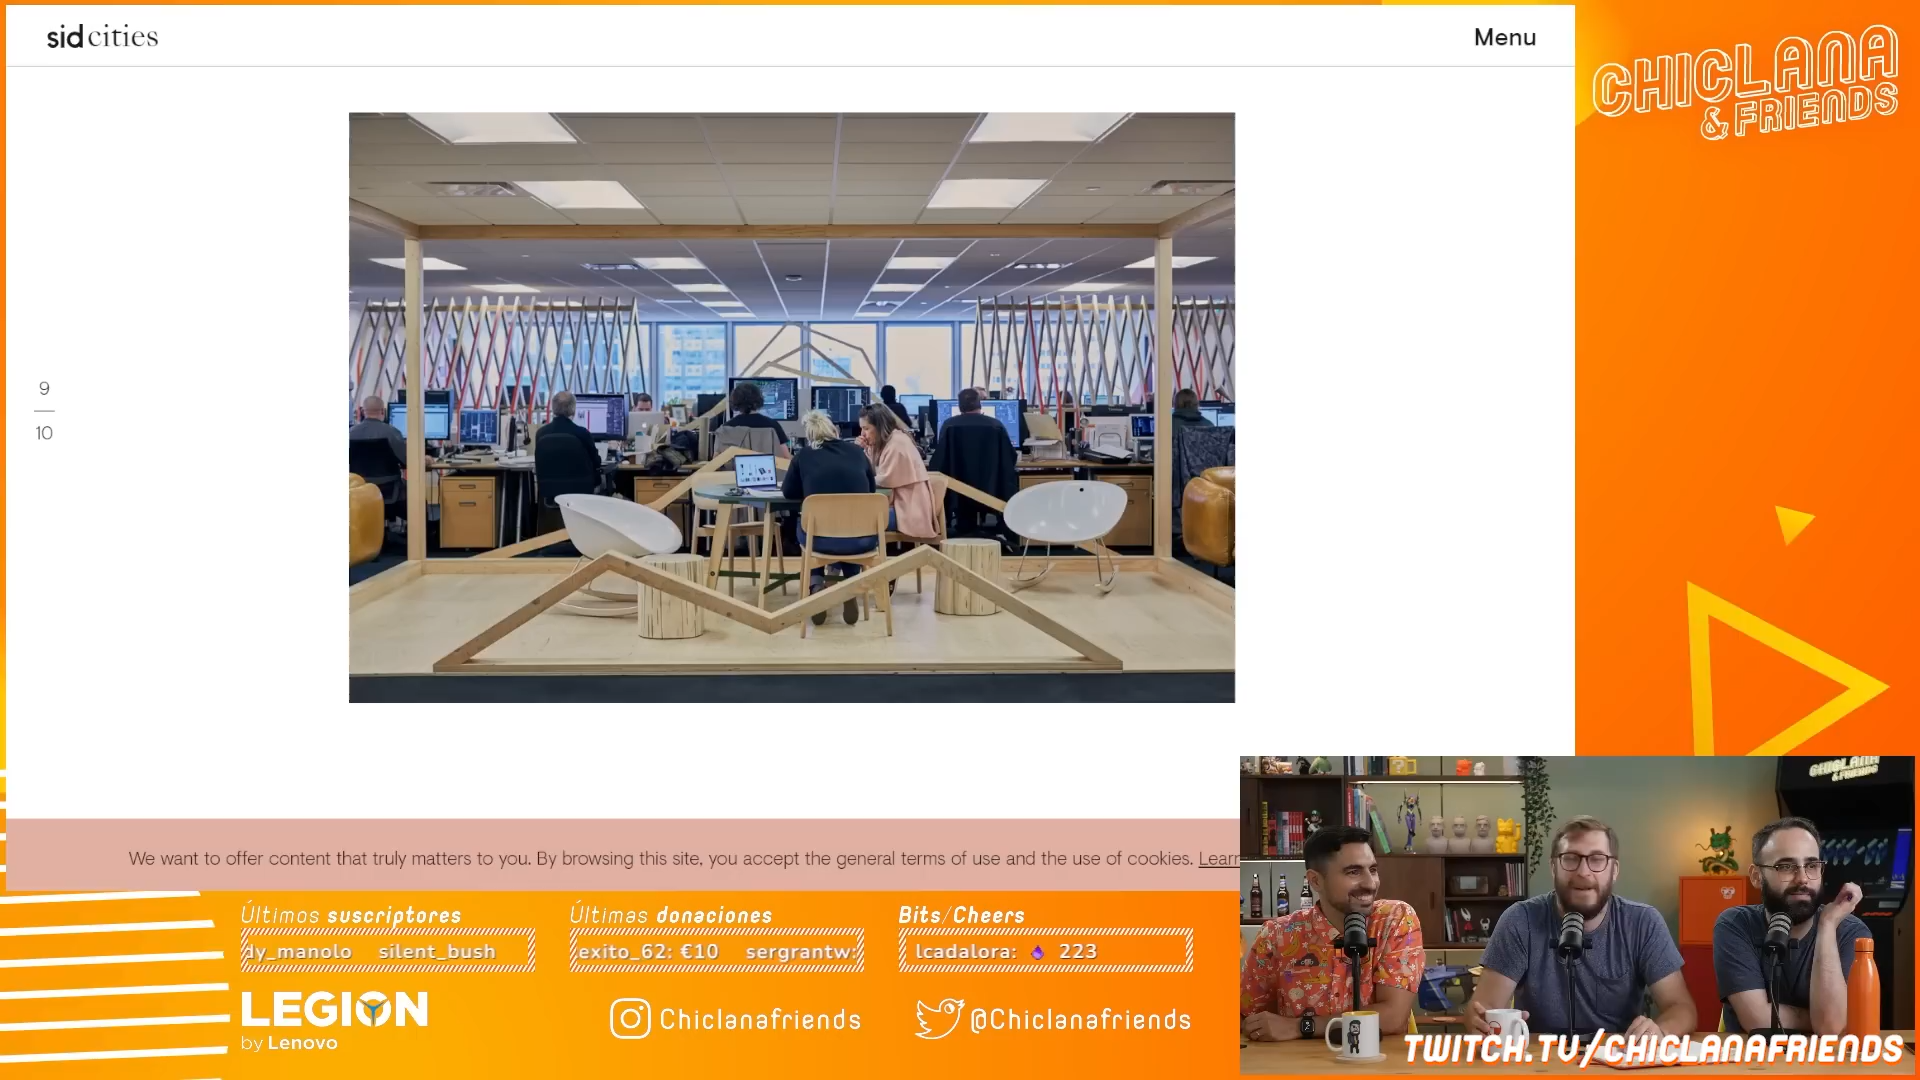 sid cities
Menu
CHICLANA
& FRIENDS
9
10
We want to offer content that truly matters to you. By browsing this site, you accept the general terms of use and the use of cookies. Learn
CHICLANA
& FRIENDS
Últimos suscriptores
dy_manolo silent_bush
Últimas donaciones
exito_62: €10 sergrantw:
Bits/Cheers
lcadalora: 223
LEGION
by Lenovo
Chiclanafriends
@Chiclanafriends
TWITCH.TV/CHICLANAFRIENDS